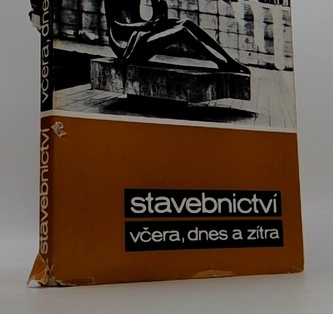 stavebnictví
včera, dnes a zítra
stavebnictví
včera, dnes